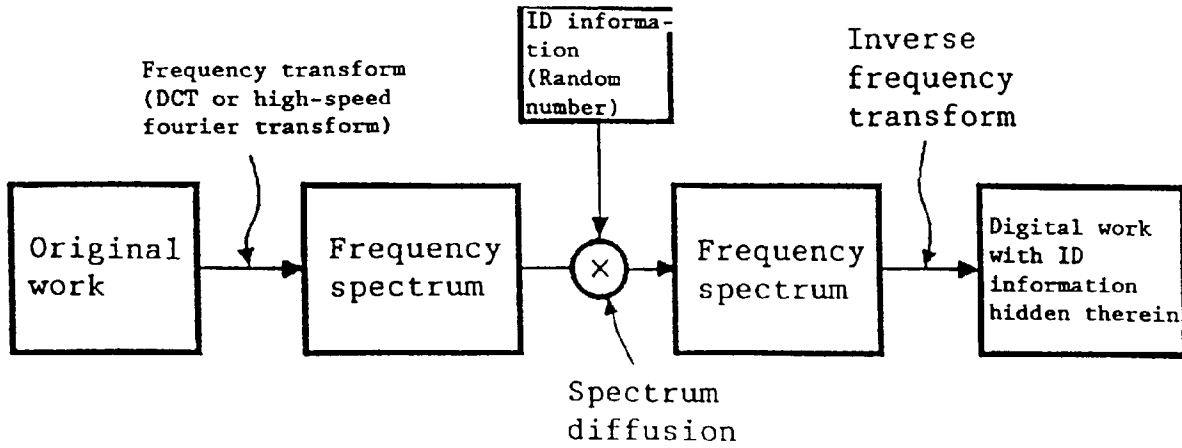 Frequency transform
(DCT or high-speed
fourier transform)
ID informa-
tion
(Random
number)
Inverse
frequency
transform
Original
work
Frequency
spectrum
×
Frequency
spectrum
Digital work
with ID
information
hidden therein
Spectrum
diffusion